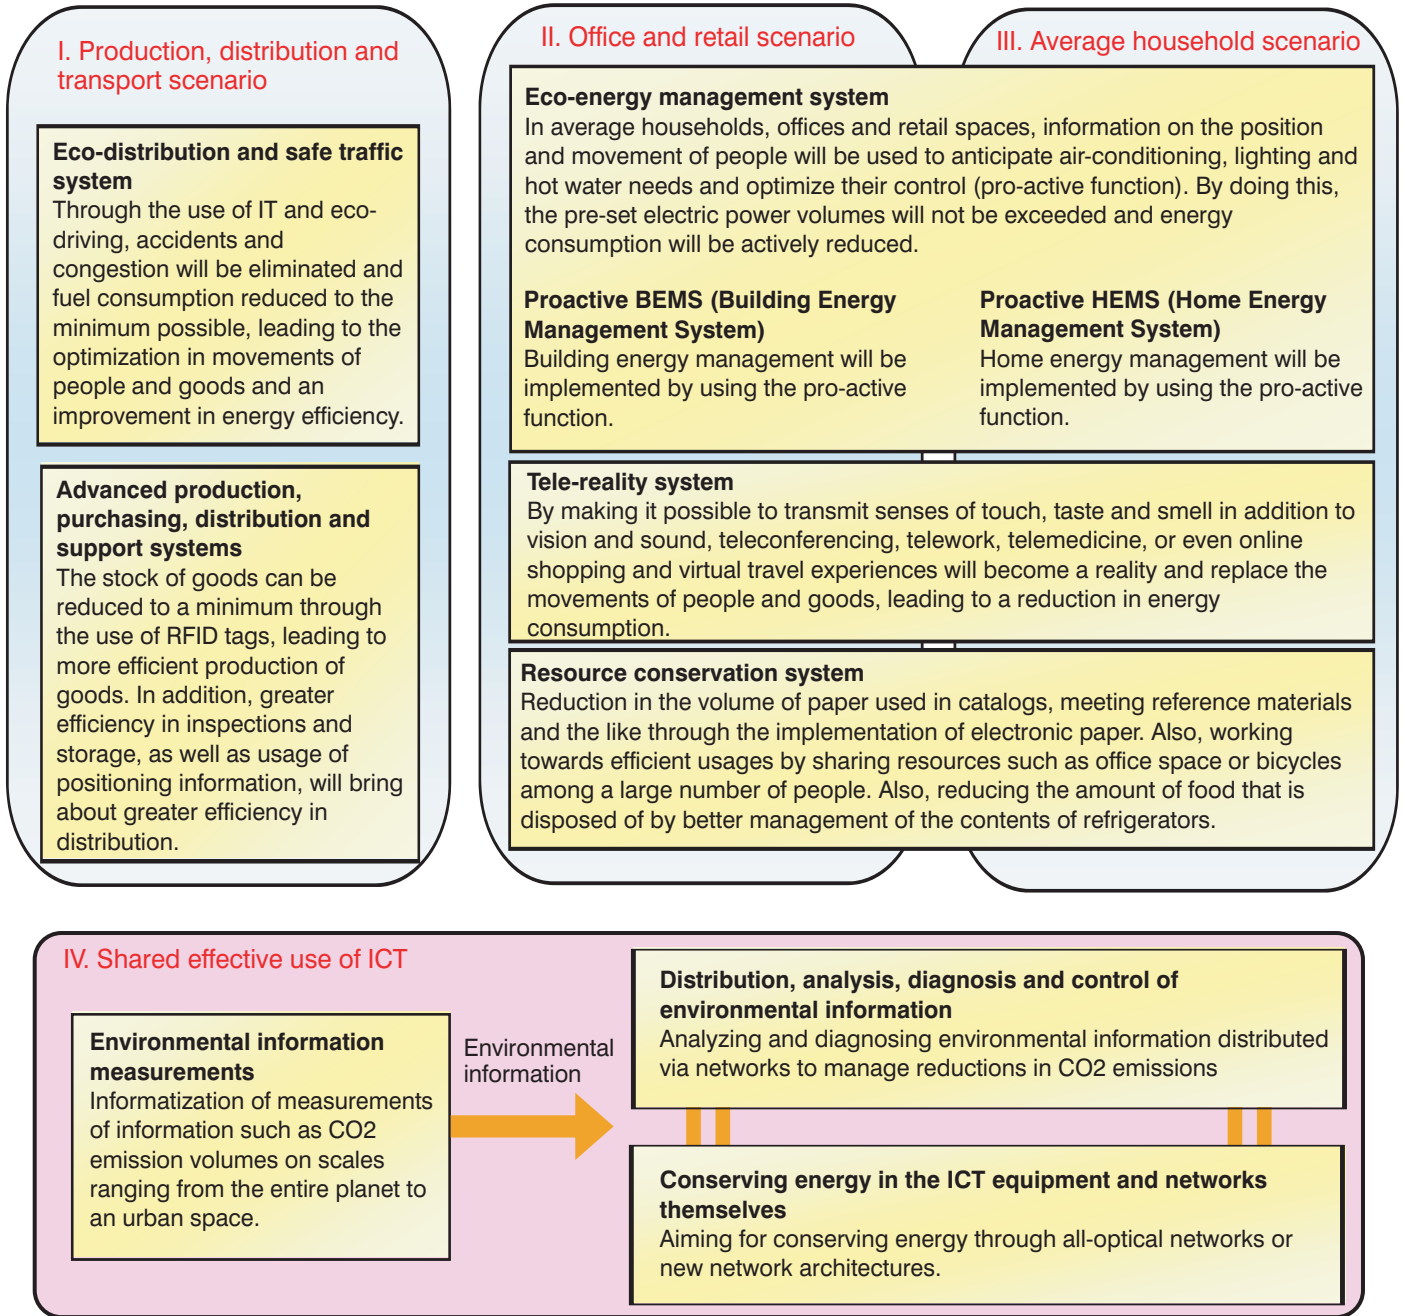 I. Production, distribution and
transport scenario
Eco-distribution and safe traffic
system
Through the use of IT and eco-
driving, accidents and
congestion will be eliminated and
fuel consumption reduced to the
minimum possible, leading to the
optimization in movements of
people and goods and an
improvement in energy efficiency.
Advanced production,
purchasing, distribution and
support systems
The stock of goods can be
reduced to a minimum through
the use of RFID tags, leading to
more efficient production of
goods. In addition, greater
efficiency in inspections and
storage, as well as usage of
positioning information, will bring
about greater efficiency in
distribution.
II. Office and retail scenario
III. Average household scenario
Eco-energy management system
In average households, offices and retail spaces, information on the position
and movement of people will be used to anticipate air-conditioning, lighting and
hot water needs and optimize their control (pro-active function). By doing this,
the pre-set electric power volumes will not be exceeded and energy
consumption will be actively reduced.
Proactive BEMS (Building Energy
Management System)
Building energy management will be
implemented by using the pro-active
function.
Proactive HEMS (Home Energy
Management System)
Home energy management will be
implemented by using the pro-active
function.
Tele-reality system
By making it possible to transmit senses of touch, taste and smell in addition to
vision and sound, teleconferencing, telework, telemedicine, or even online
shopping and virtual travel experiences will become a reality and replace the
movements of people and goods, leading to a reduction in energy
consumption.
Resource conservation system
Reduction in the volume of paper used in catalogs, meeting reference materials
and the like through the implementation of electronic paper. Also, working
towards efficient usages by sharing resources such as office space or bicycles
among a large number of people. Also, reducing the amount of food that is
disposed of by better management of the contents of refrigerators.
IV. Shared effective use of ICT
Environmental information
measurements
Informatization of measurements
of information such as CO2
emission volumes on scales
ranging from the entire planet to
an urban space.
Environmental
information
Distribution, analysis, diagnosis and control of
environmental information
Analyzing and diagnosing environmental information distributed
via networks to manage reductions in CO2 emissions
Conserving energy in the ICT equipment and networks
themselves
Aiming for conserving energy through all-optical networks or
new network architectures.